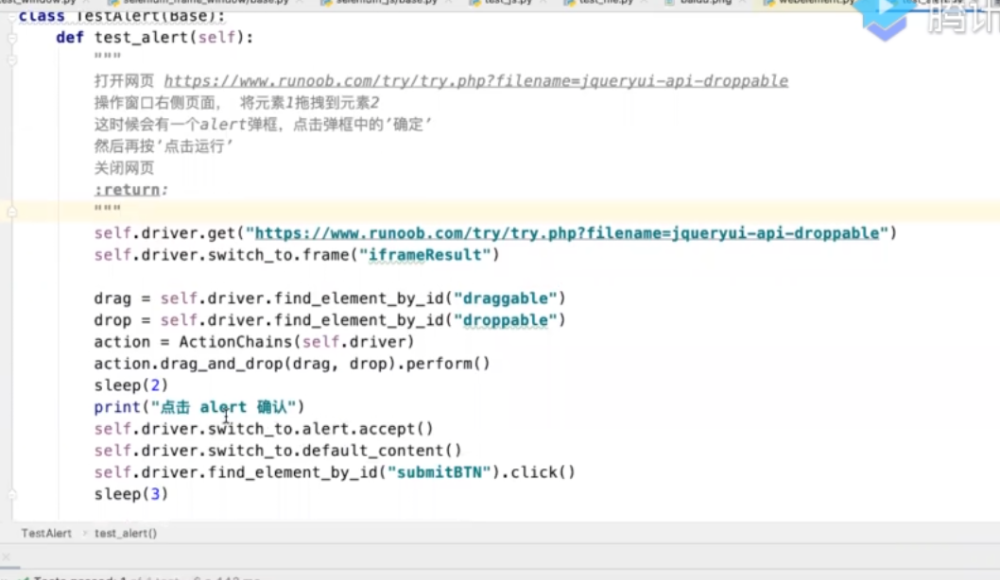 test_window.py selenium_frame_window/base.py selenium_js/base.py test_js.py test_file.py baidu.png webelement.py test_alert.py
腾讯
class TestAlert(Base):
def test_alert(self):
"""
打开网页 https://www.runoob.com/try/try.php?filename=jqueryui-api-droppable
操作窗口右侧页面， 将元素1拖拽到元素2
这时候会有一个alert弹框，点击弹框中的’确定’
然后再按’点击运行’
关闭网页
:return:
"""
self.driver.get("https://www.runoob.com/try/try.php?filename=jqueryui-api-droppable")
self.driver.switch_to.frame("iframeResult")
drag = self.driver.find_element_by_id("draggable")
drop = self.driver.find_element_by_id("droppable")
action = ActionChains(self.driver)
action.drag_and_drop(drag, drop).perform()
sleep(2)
print("点击 alert 确认")
self.driver.switch_to.alert.accept()
self.driver.switch_to.default_content()
self.driver.find_element_by_id("submitBTN").click()
sleep(3)
TestAlert > test_alert()
Tests passed: 1